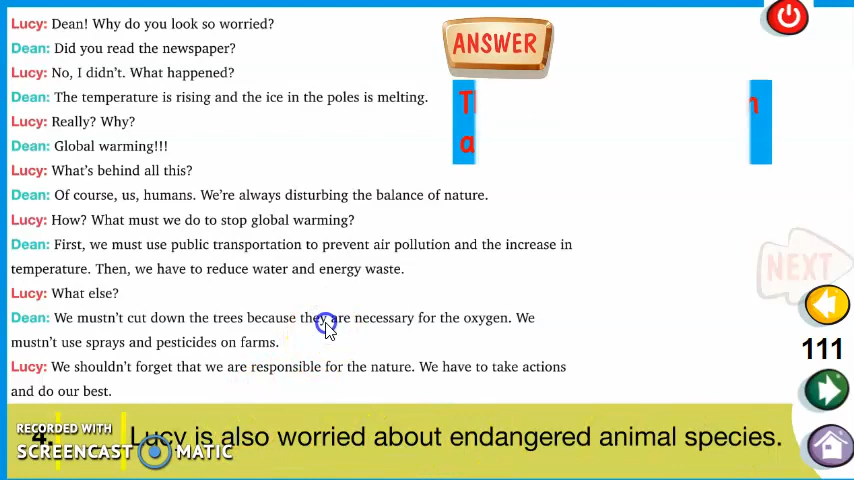 Lucy: Dean! Why do you look so worried?
Dean: Did you read the newspaper?
Lucy: No, I didn't. What happened?
Dean: The temperature is rising and the ice in the poles is melting.
Lucy: Really? Why?
Dean: Global warming!!!
Lucy: What's behind all this?
Dean: Of course, us, humans. We're always disturbing the balance of nature.
Lucy: How? What must we do to stop global warming?
Dean: First, we must use public transportation to prevent air pollution and the increase in
temperature. Then, we have to reduce water and energy waste.
Lucy: What else?
Dean: We mustn't cut down the trees because they are necessary for the oxygen. We
mustn't use sprays and pesticides on farms.
Lucy: We shouldn't forget that we are responsible for the nature. We have to take actions
and do our best.
ANSWER
NEXT
111
4. Lucy is also worried about endangered animal species.
RECORDED WITH
SCREENCAST MATIC